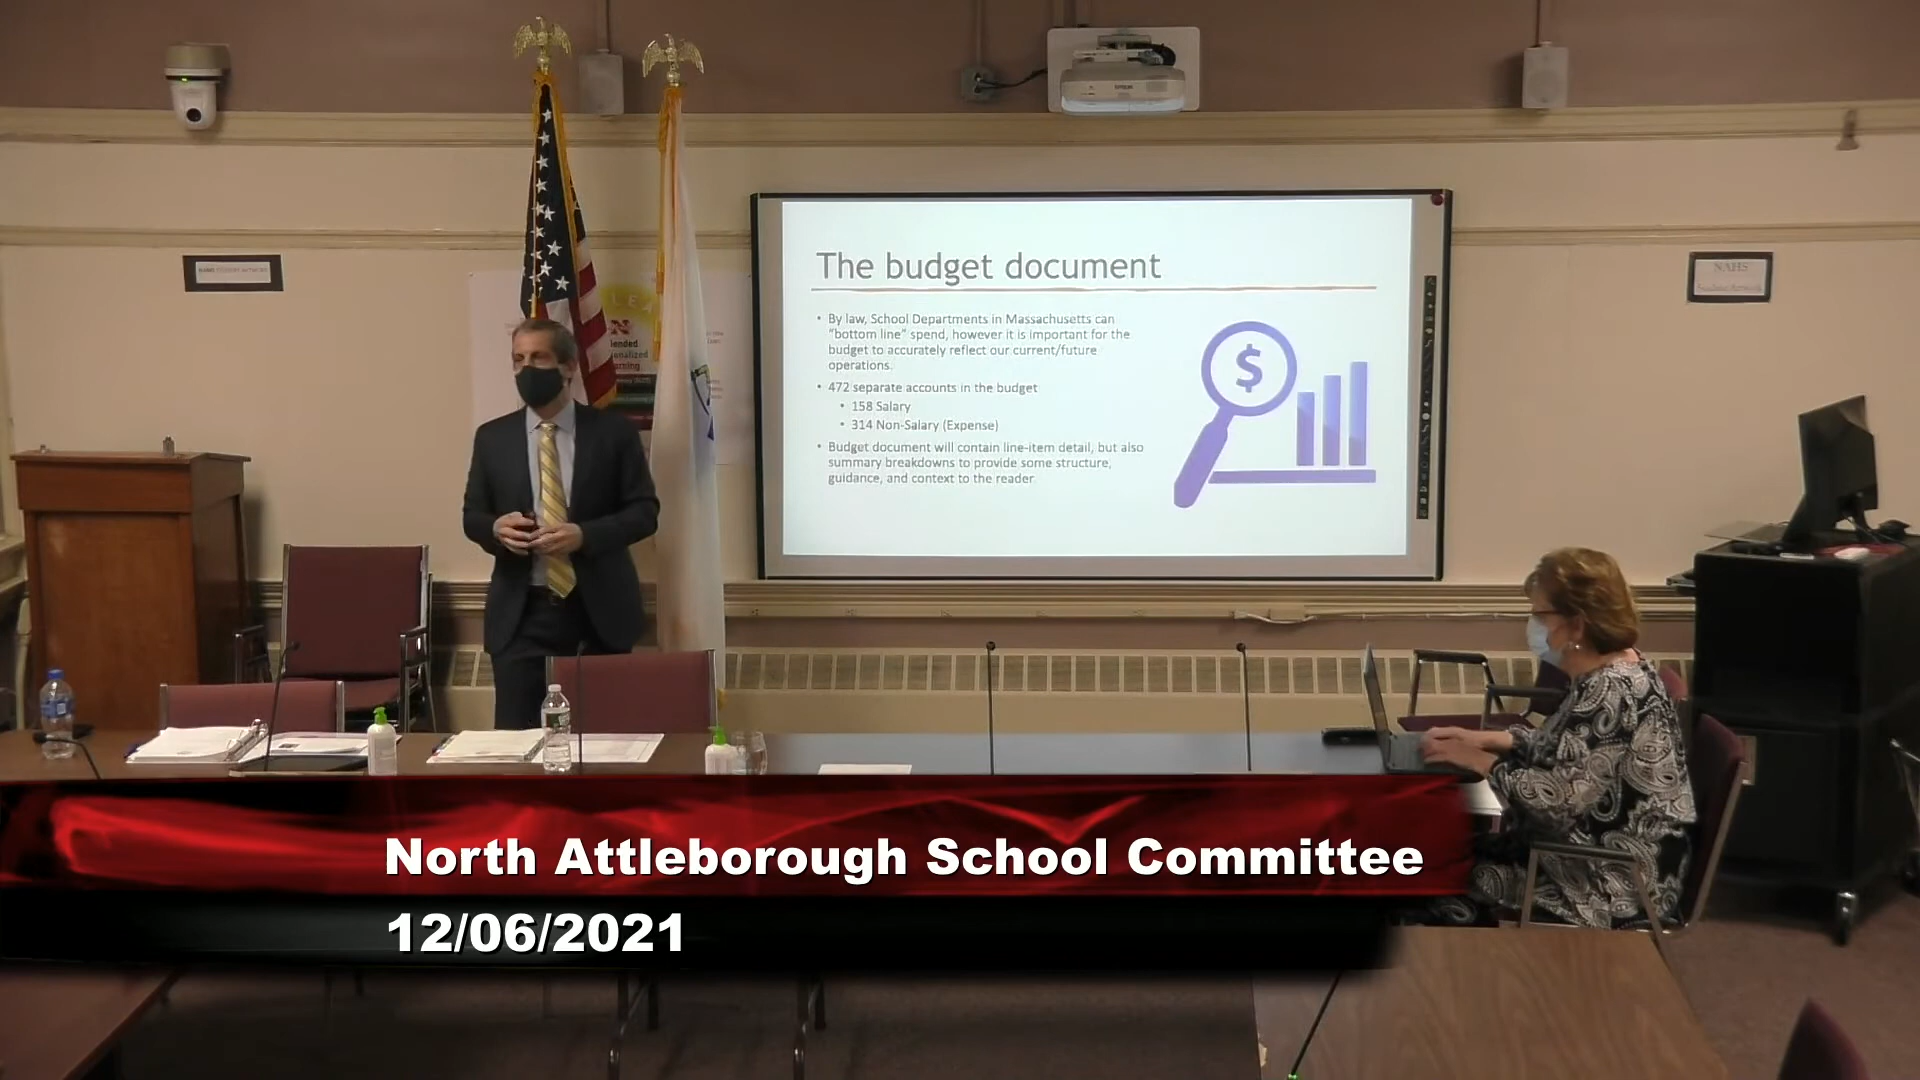 EPSON
The budget document
• By law, School Departments in Massachusetts can
"bottom line" spend, however it is important for the
budget to accurately reflect our current/future
operations.
• 472 separate accounts in the budget
• 158 Salary
• 314 Non-Salary (Expense)
• Budget document will contain line-item detail, but also
summary breakdowns to provide some structure,
guidance, and context to the reader
$
NAHS
N
North Attleborough School Committee
12/06/2021